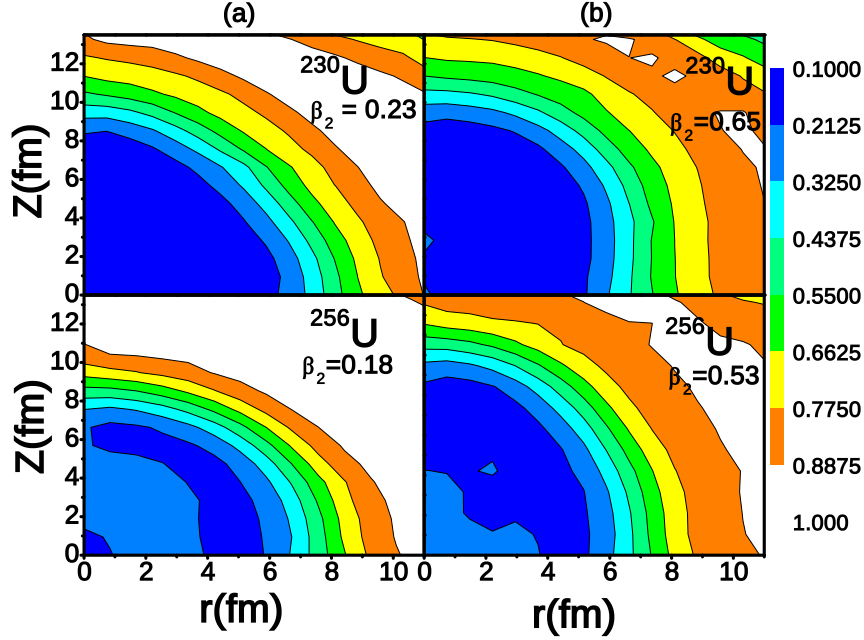 (a) (b)
12
10
8
6
4
2
0
Z(fm)
²³⁰U
β₂ = 0.23
²³⁰U
β₂=0.65
12
10
8
6
4
2
0
Z(fm)
²⁵⁶U
β₂=0.18
²⁵⁶U
β₂=0.53
0 2 4 6 8 10 0 2 4 6 8 10
r(fm) r(fm)
0.1000
0.2125
0.3250
0.4375
0.5500
0.6625
0.7750
0.8875
1.000